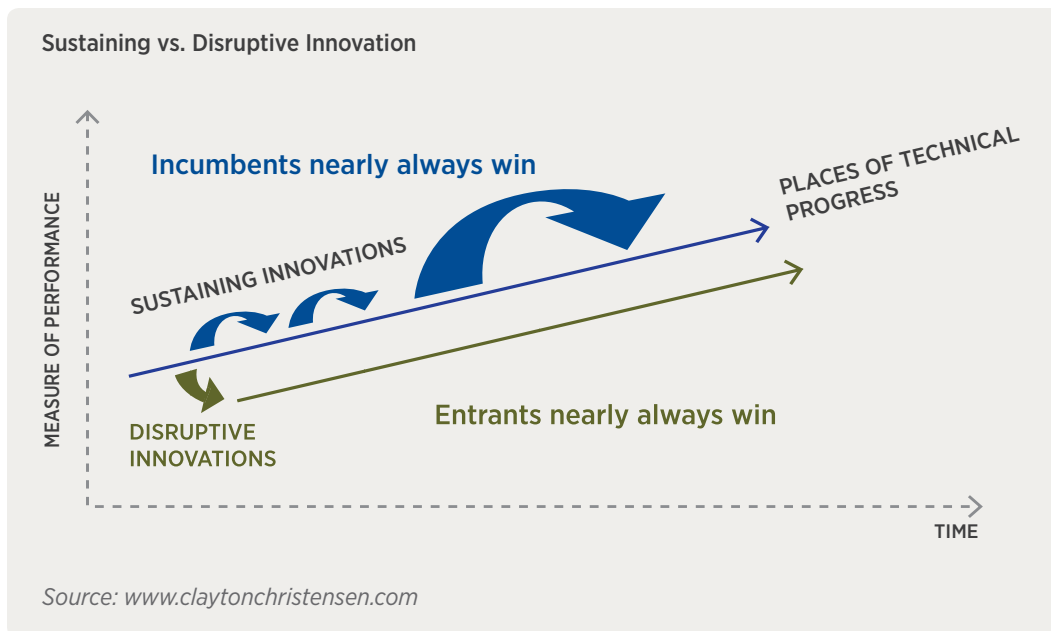 Sustaining vs. Disruptive Innovation
Incumbents nearly always win
PLACES OF TECHNICAL
PROGRESS
MEASURE OF PERFORMANCE
SUSTAINING INNOVATIONS
Entrants nearly always win
DISRUPTIVE
INNOVATIONS
TIME
Source: www.claytonchristensen.com